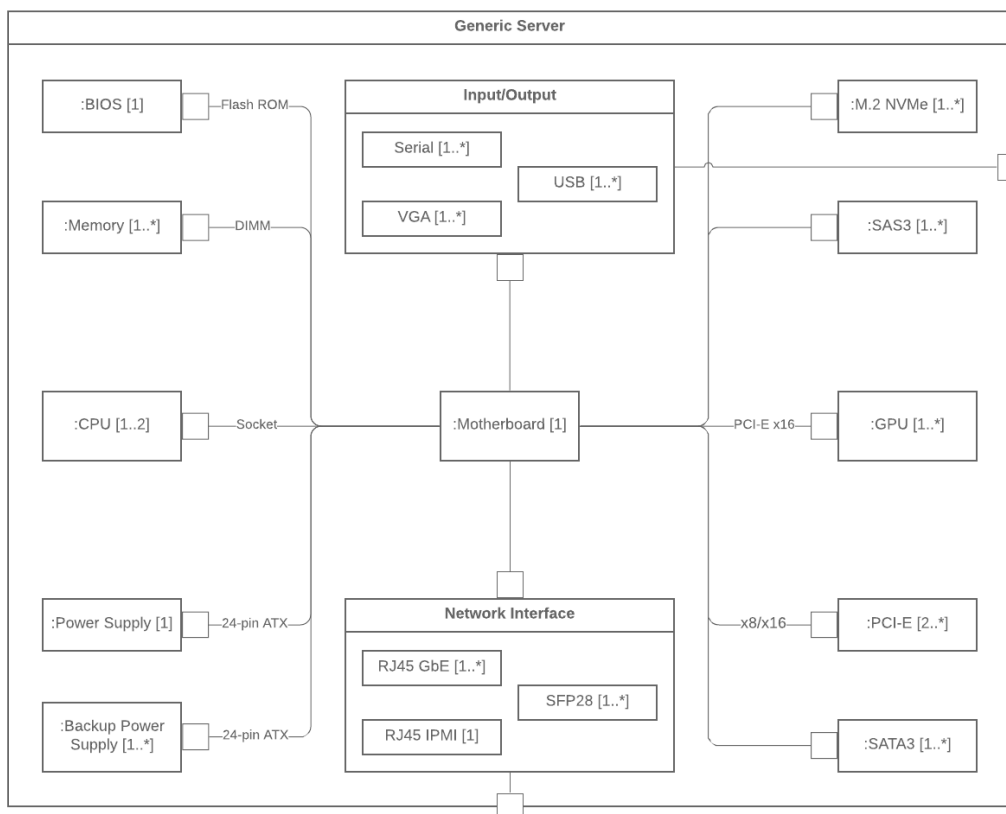 Generic Server
:BIOS [1]
Flash ROM
:Memory [1..*]
DIMM
:CPU [1..2]
Socket
:Power Supply [1]
24-pin ATX
:Backup Power
Supply [1..*]
24-pin ATX
Input/Output
Serial [1..*]
USB [1..*]
VGA [1..*]
:Motherboard [1]
Network Interface
RJ45 GbE [1..*]
SFP28 [1..*]
RJ45 IPMI [1]
:M.2 NVMe [1..*]
:SAS3 [1..*]
PCI-E x16
:GPU [1..*]
x8/x16
:PCI-E [2..*]
:SATA3 [1..*]